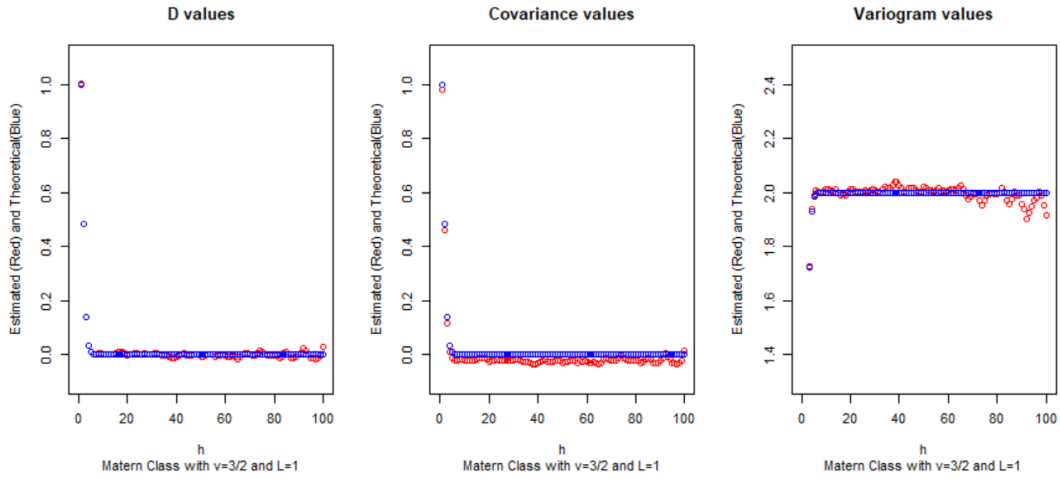 D values
Estimated (Red) and Theoretical(Blue)
1.0
0.8
0.6
0.4
0.2
0.0
0 20 40 60 80 100
h
Matern Class with v=3/2 and L=1
Covariance values
Estimated (Red) and Theoretical(Blue)
1.0
0.8
0.6
0.4
0.2
0.0
0 20 40 60 80 100
h
Matern Class with v=3/2 and L=1
Variogram values
Estimated (Red) and Theoretical(Blue)
2.4
2.2
2.0
1.8
1.6
1.4
0 20 40 60 80 100
h
Matern Class with v=3/2 and L=1